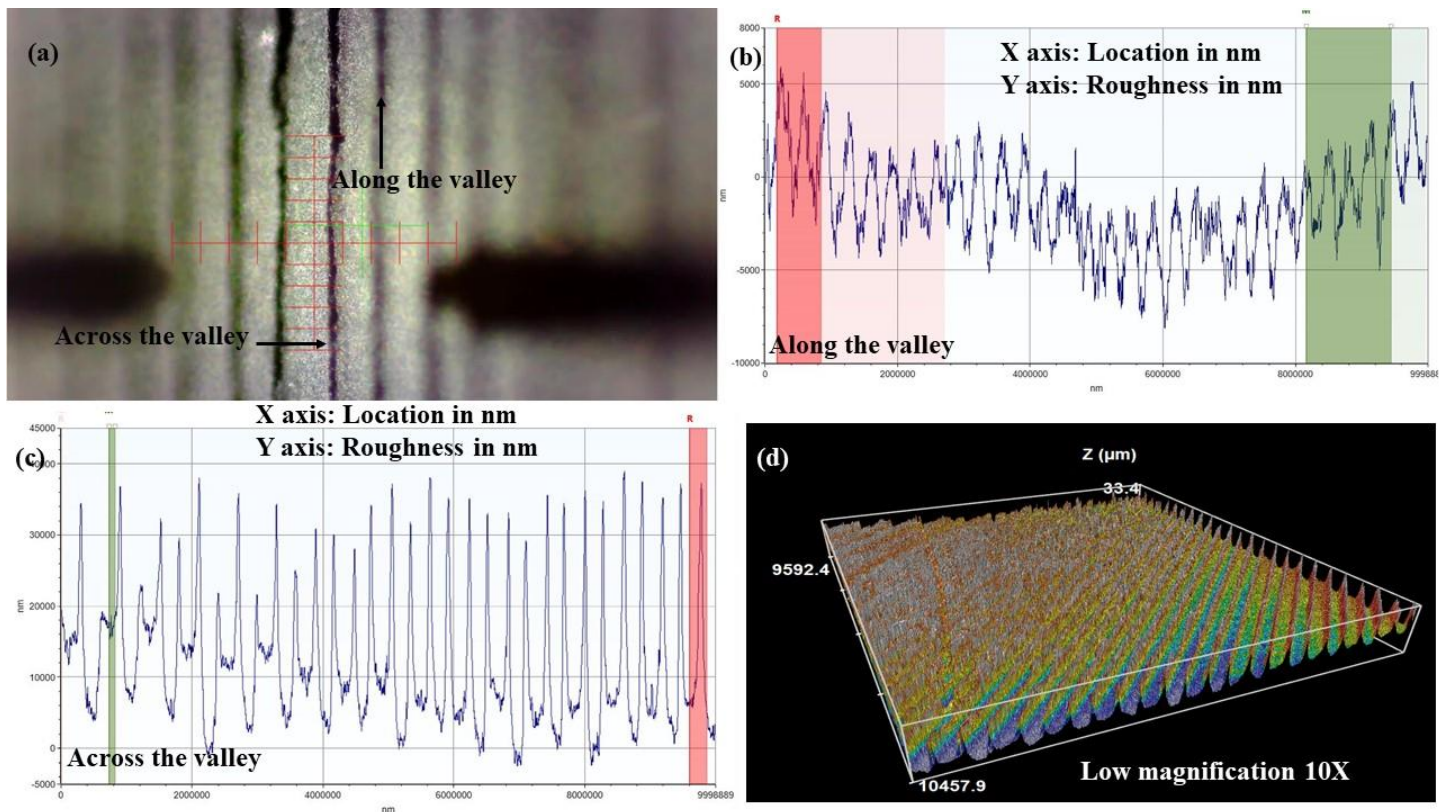 (a)
Along the valley
Across the valley
R
m
(b)
X axis: Location in nm
Y axis: Roughness in nm
8000
5000
0
-5000
-10000
nm
Along the valley
0
2000000
4000000
6000000
8000000
999888
nm
X axis: Location in nm
Y axis: Roughness in nm
R
(c)
45000
40000
30000
20000
10000
0
-5000
nm
Across the valley
0
2000000
4000000
6000000
8000000
9998889
nm
(d)
Z (µm)
33.4
9592.4
10457.9
Low magnification 10X